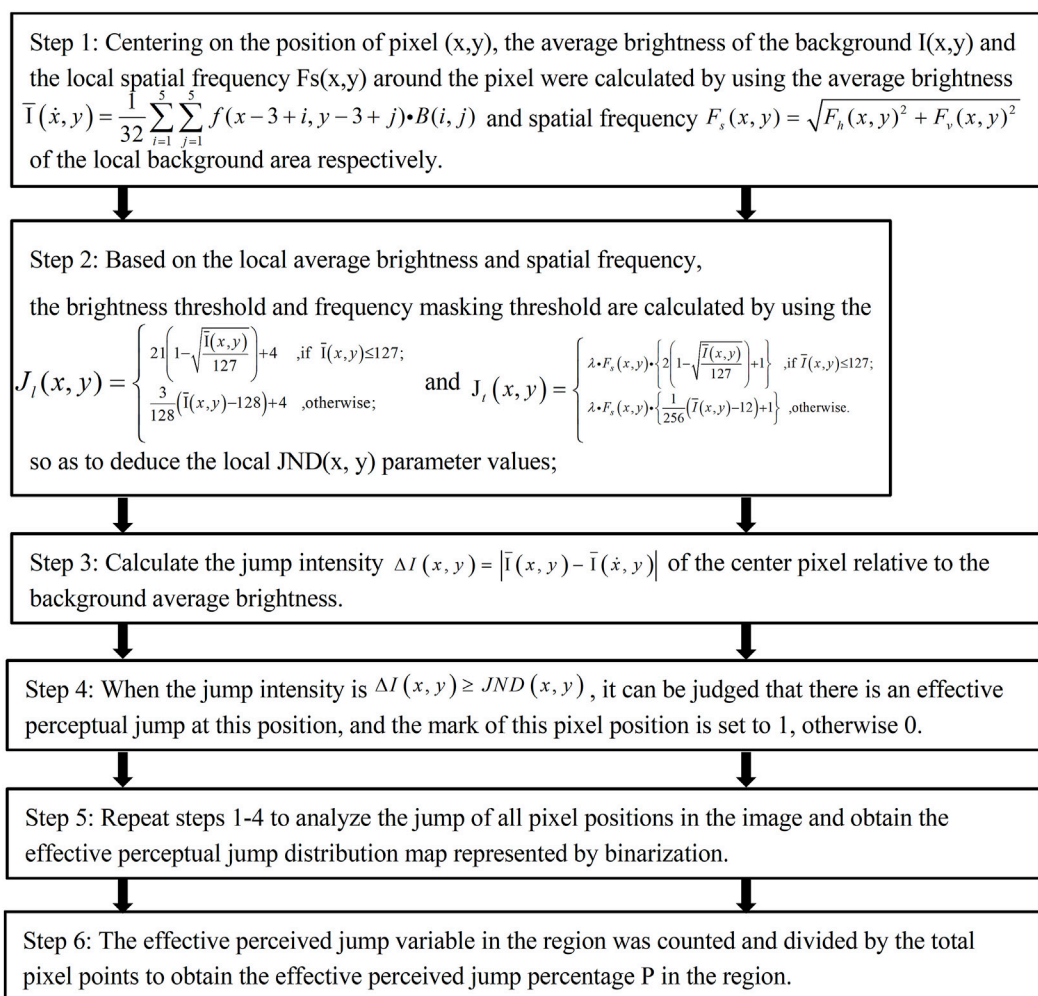 Step 1: Centering on the position of pixel (x,y), the average brightness of the background I(x,y) and
the local spatial frequency Fs(x,y) around the pixel were calculated by using the average brightness
Ī(ẋ,y)=1/32 ∑_{i=1}^{5} ∑_{j=1}^{5} f(x−3+i,y−3+j)•B(i,j) and spatial frequency F_s(x,y)=√(F_h(x,y)²+F_v(x,y)²)
of the local background area respectively.
Step 2: Based on the local average brightness and spatial frequency,
the brightness threshold and frequency masking threshold are calculated by using the
J_l(x,y)={21(1−√(Ī(x,y)/127))+4 ,if Ī(x,y)≤127; 3/128(Ī(x,y)−128)+4 ,otherwise; and J_t(x,y)={λ•F_s(x,y)•{2(1−√(Ī(x,y)/127))+1} ,if Ī(x,y)≤127; λ•F_s(x,y)•{1/256(Ī(x,y)−12)+1} ,otherwise.
so as to deduce the local JND(x, y) parameter values;
Step 3: Calculate the jump intensity ΔI(x,y)=|Ī(x,y)−Ī(ẋ,y)| of the center pixel relative to the
background average brightness.
Step 4: When the jump intensity is ΔI(x,y)≥JND(x,y), it can be judged that there is an effective
perceptual jump at this position, and the mark of this pixel position is set to 1, otherwise 0.
Step 5: Repeat steps 1-4 to analyze the jump of all pixel positions in the image and obtain the
effective perceptual jump distribution map represented by binarization.
Step 6: The effective perceived jump variable in the region was counted and divided by the total
pixel points to obtain the effective perceived jump percentage P in the region.